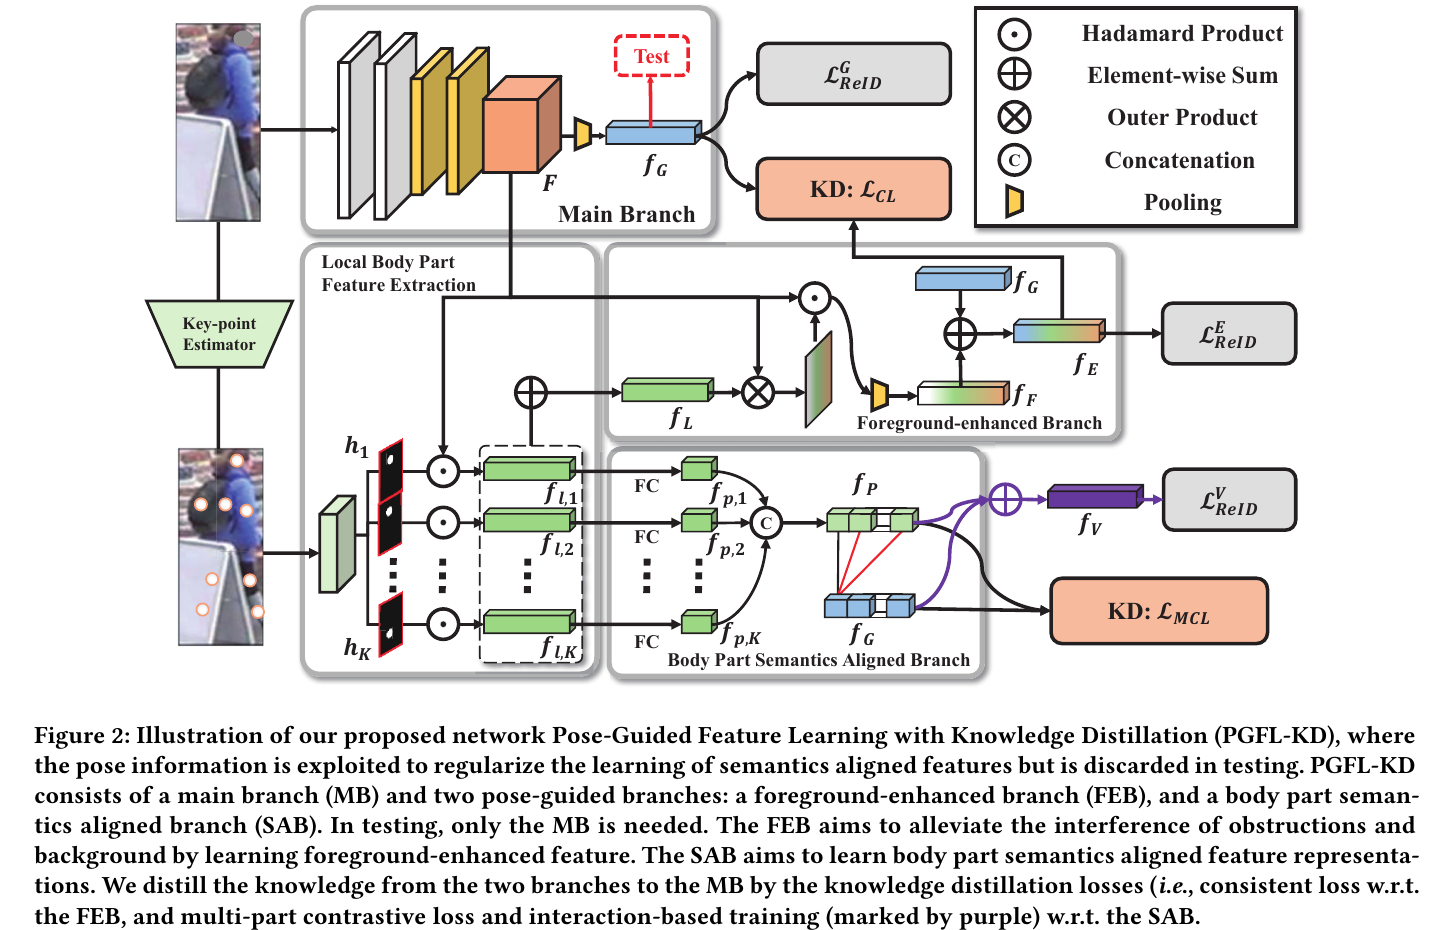 Test
F
f_G
Main Branch
ℒ^G_{ReID}
KD: ℒ_{CL}
Hadamard Product
Element-wise Sum
Outer Product
C
Concatenation
Pooling
Key-point
Estimator
Local Body Part
Feature Extraction
h_1
h_K
f_{l,1}
f_{l,2}
f_{l,K}
f_L
f_G
f_F
f_E
Foreground-enhanced Branch
ℒ^E_{ReID}
FC
FC
FC
f_{p,1}
f_{p,2}
f_{p,K}
C
f_P
f_G
Body Part Semantics Aligned Branch
f_V
ℒ^V_{ReID}
KD: ℒ_{MCL}
Figure 2: Illustration of our proposed network Pose-Guided Feature Learning with Knowledge Distillation (PGFL-KD), where
the pose information is exploited to regularize the learning of semantics aligned features but is discarded in testing. PGFL-KD
consists of a main branch (MB) and two pose-guided branches: a foreground-enhanced branch (FEB), and a body part seman-
tics aligned branch (SAB). In testing, only the MB is needed. The FEB aims to alleviate the interference of obstructions and
background by learning foreground-enhanced feature. The SAB aims to learn body part semantics aligned feature representa-
tions. We distill the knowledge from the two branches to the MB by the knowledge distillation losses (i.e., consistent loss w.r.t.
the FEB, and multi-part contrastive loss and interaction-based training (marked by purple) w.r.t. the SAB.